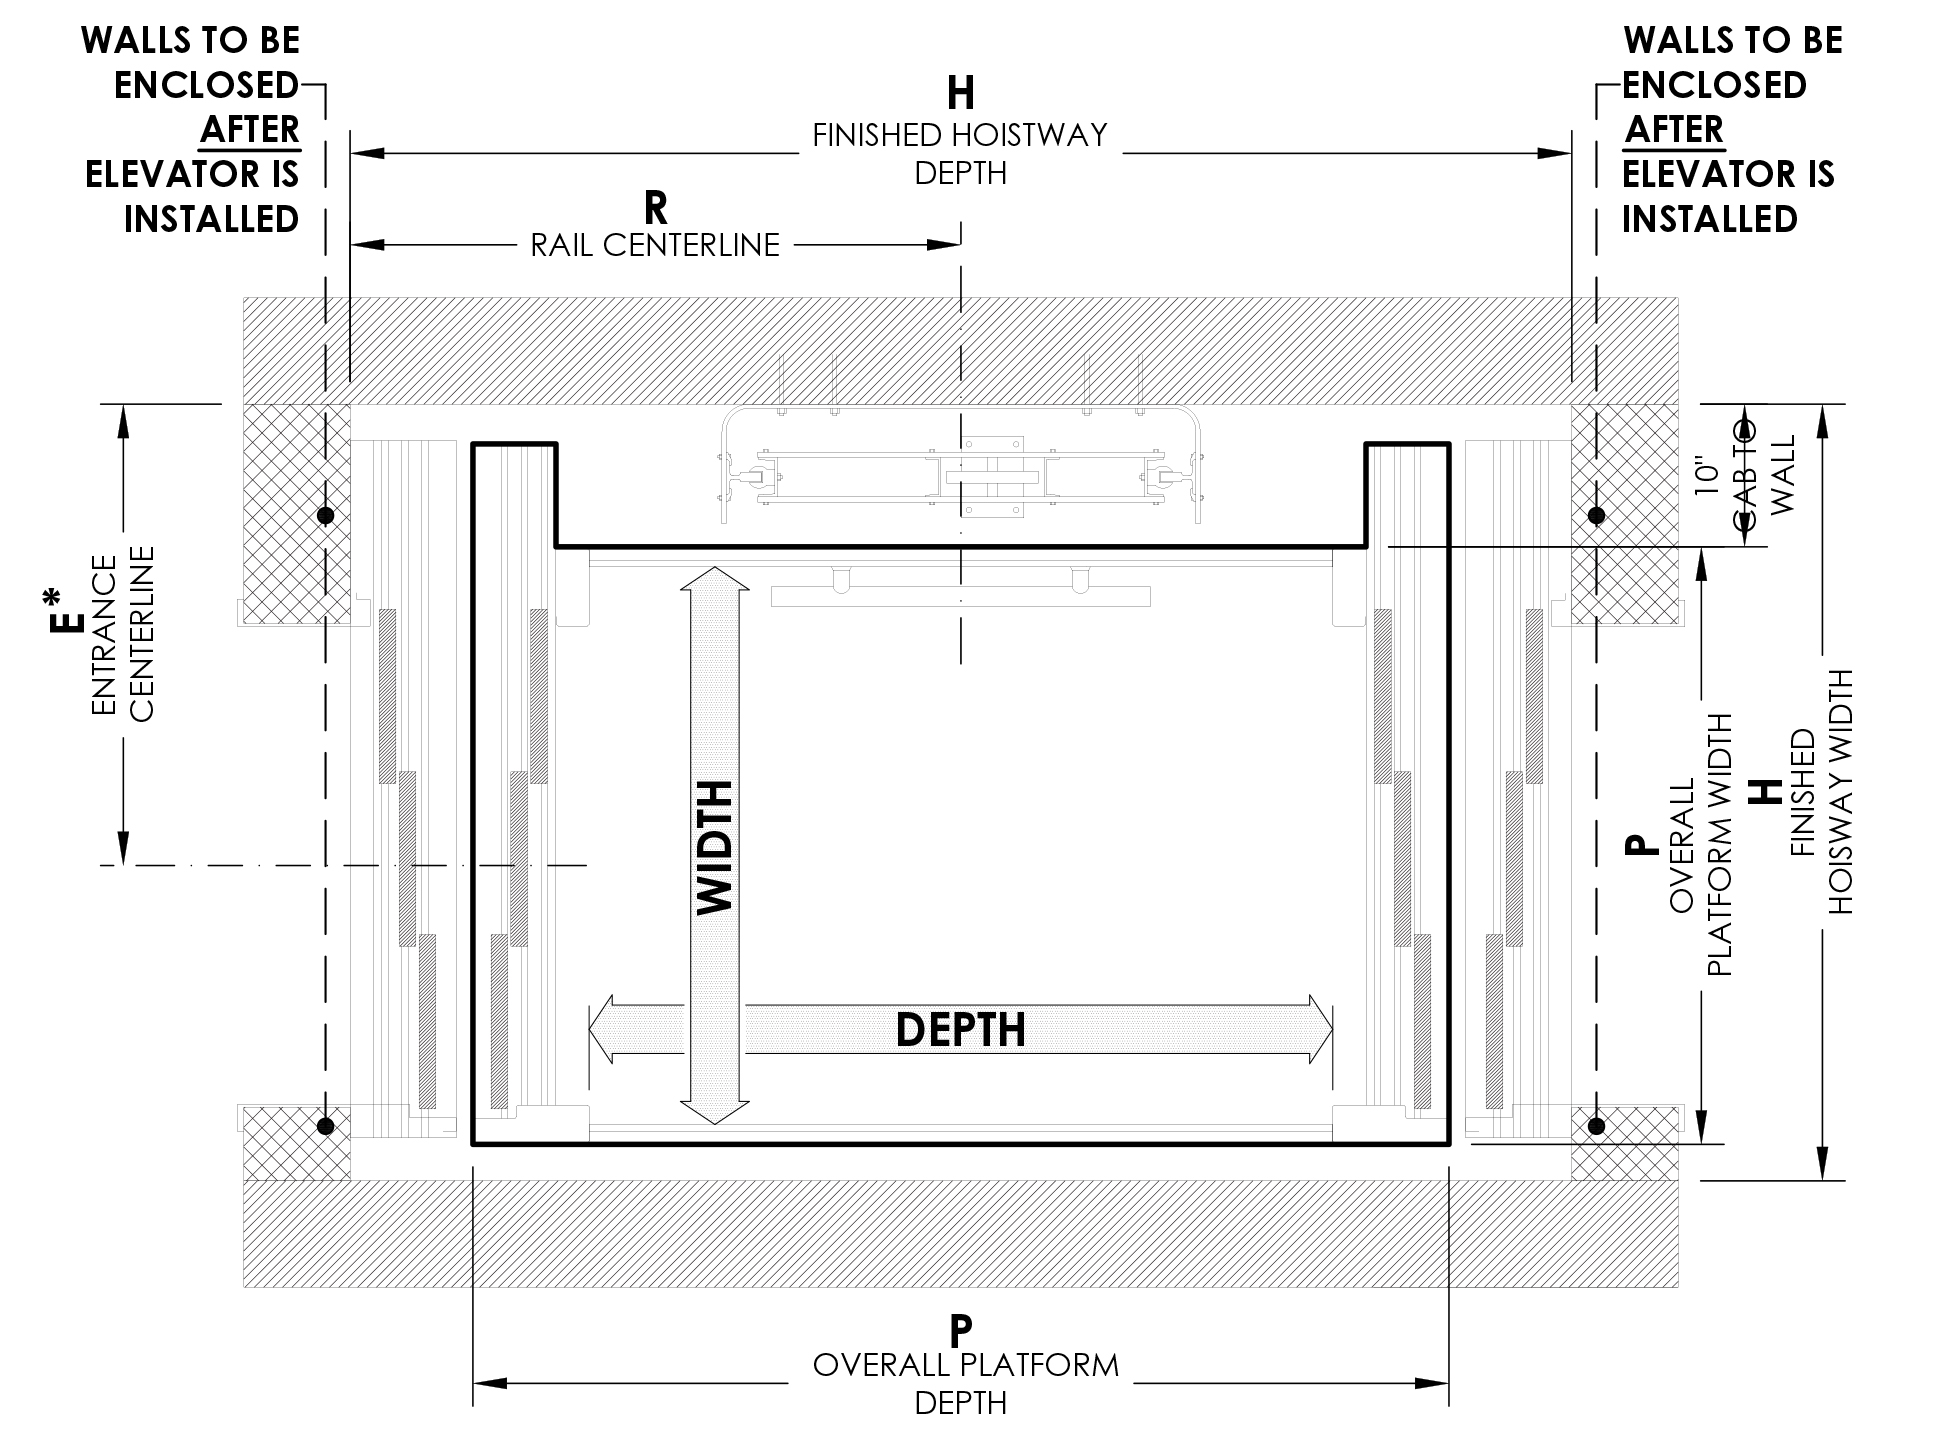 WALLS TO BE
ENCLOSED
AFTER
ELEVATOR IS
INSTALLED
H
FINISHED HOISTWAY
DEPTH
R
RAIL CENTERLINE
WALLS TO BE
ENCLOSED
AFTER
ELEVATOR IS
INSTALLED
E*
ENTRANCE
CENTERLINE
10"
CAB TO
WALL
WIDTH
DEPTH
P
OVERALL
PLATFORM WIDTH
H
FINISHED
HOISWAY WIDTH
P
OVERALL PLATFORM
DEPTH